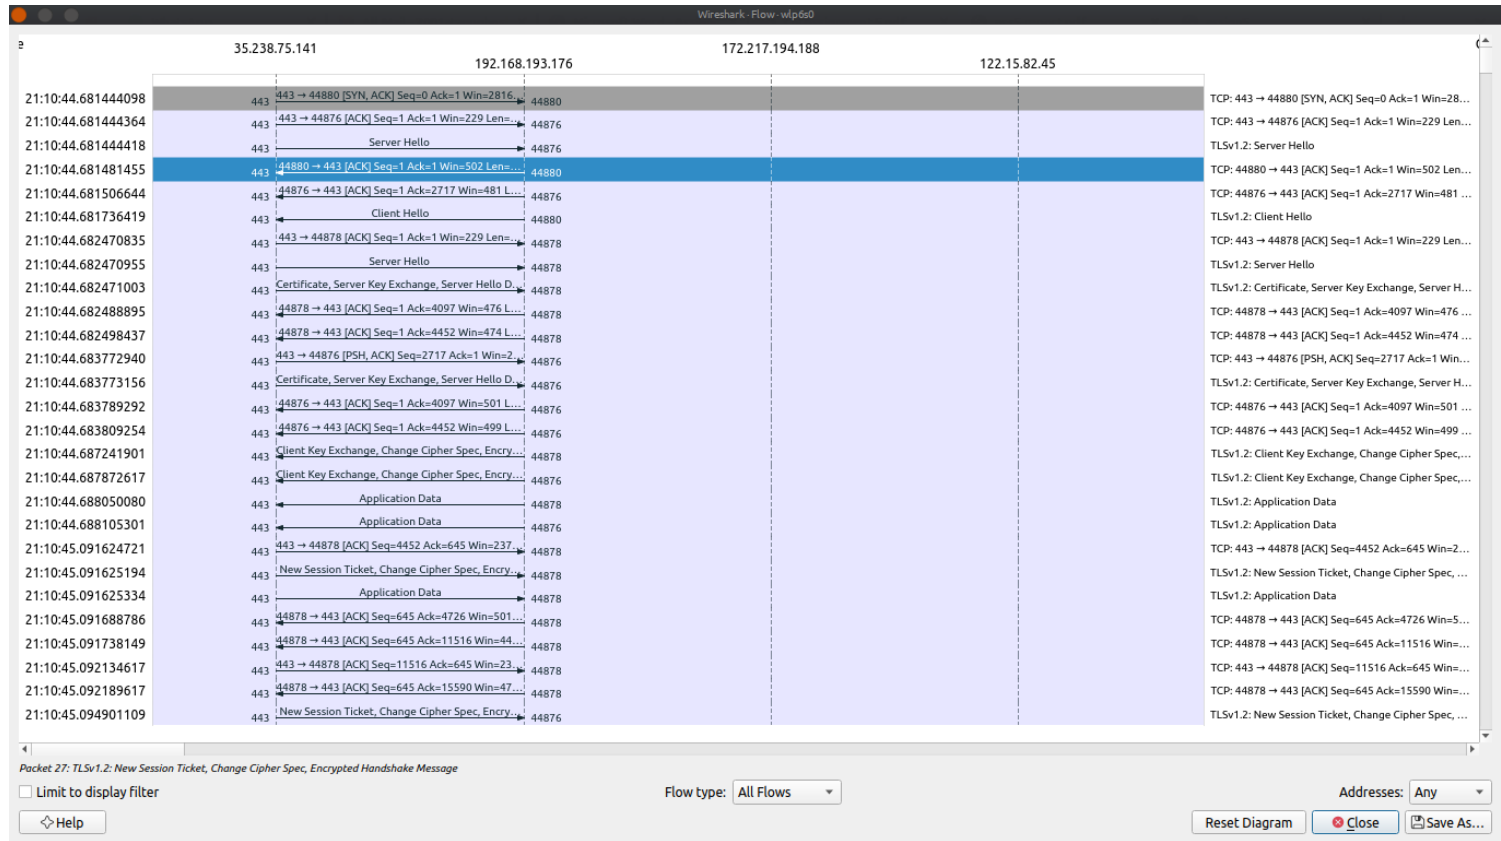 Wireshark · Flow · wlp6s0
35.238.75.141 172.217.194.188
192.168.193.176 122.15.82.45
21:10:44.681444098 443 443 → 44880 [SYN, ACK] Seq=0 Ack=1 Win=2816... 44880 TCP: 443 → 44880 [SYN, ACK] Seq=0 Ack=1 Win=28...
21:10:44.681444364 443 443 → 44876 [ACK] Seq=1 Ack=1 Win=229 Len=... 44876 TCP: 443 → 44876 [ACK] Seq=1 Ack=1 Win=229 Len...
21:10:44.681444418 443 Server Hello 44876 TLSv1.2: Server Hello
21:10:44.681481455 443 44880 → 443 [ACK] Seq=1 Ack=1 Win=502 Len=... 44880 TCP: 44880 → 443 [ACK] Seq=1 Ack=1 Win=502 Len...
21:10:44.681506644 443 44876 → 443 [ACK] Seq=1 Ack=2717 Win=481 L... 44876 TCP: 44876 → 443 [ACK] Seq=1 Ack=2717 Win=481 ...
21:10:44.681736419 443 Client Hello 44880 TLSv1.2: Client Hello
21:10:44.682470835 443 443 → 44878 [ACK] Seq=1 Ack=1 Win=229 Len=... 44878 TCP: 443 → 44878 [ACK] Seq=1 Ack=1 Win=229 Len...
21:10:44.682470955 443 Server Hello 44878 TLSv1.2: Server Hello
21:10:44.682471003 443 Certificate, Server Key Exchange, Server Hello D... 44878 TLSv1.2: Certificate, Server Key Exchange, Server H...
21:10:44.682488895 443 44878 → 443 [ACK] Seq=1 Ack=4097 Win=476 L... 44878 TCP: 44878 → 443 [ACK] Seq=1 Ack=4097 Win=476 ...
21:10:44.682498437 443 44878 → 443 [ACK] Seq=1 Ack=4452 Win=474 L... 44878 TCP: 44878 → 443 [ACK] Seq=1 Ack=4452 Win=474 ...
21:10:44.683772940 443 443 → 44876 [PSH, ACK] Seq=2717 Ack=1 Win=2... 44876 TCP: 443 → 44876 [PSH, ACK] Seq=2717 Ack=1 Win...
21:10:44.683773156 443 Certificate, Server Key Exchange, Server Hello D... 44876 TLSv1.2: Certificate, Server Key Exchange, Server H...
21:10:44.683789292 443 44876 → 443 [ACK] Seq=1 Ack=4097 Win=501 L... 44876 TCP: 44876 → 443 [ACK] Seq=1 Ack=4097 Win=501 ...
21:10:44.683809254 443 44876 → 443 [ACK] Seq=1 Ack=4452 Win=499 L... 44876 TCP: 44876 → 443 [ACK] Seq=1 Ack=4452 Win=499 ...
21:10:44.687241901 443 Client Key Exchange, Change Cipher Spec, Encry... 44878 TLSv1.2: Client Key Exchange, Change Cipher Spec,...
21:10:44.687872617 443 Client Key Exchange, Change Cipher Spec, Encry... 44876 TLSv1.2: Client Key Exchange, Change Cipher Spec,...
21:10:44.688050080 443 Application Data 44878 TLSv1.2: Application Data
21:10:44.688105301 443 Application Data 44876 TLSv1.2: Application Data
21:10:45.091624721 443 443 → 44878 [ACK] Seq=4452 Ack=645 Win=237... 44878 TCP: 443 → 44878 [ACK] Seq=4452 Ack=645 Win=2...
21:10:45.091625194 443 New Session Ticket, Change Cipher Spec, Encry... 44878 TLSv1.2: New Session Ticket, Change Cipher Spec, ...
21:10:45.091625334 443 Application Data 44878 TLSv1.2: Application Data
21:10:45.091688786 443 44878 → 443 [ACK] Seq=645 Ack=4726 Win=501... 44878 TCP: 44878 → 443 [ACK] Seq=645 Ack=4726 Win=5...
21:10:45.091738149 443 44878 → 443 [ACK] Seq=645 Ack=11516 Win=44... 44878 TCP: 44878 → 443 [ACK] Seq=645 Ack=11516 Win=...
21:10:45.092134617 443 443 → 44878 [ACK] Seq=11516 Ack=645 Win=23... 44878 TCP: 443 → 44878 [ACK] Seq=11516 Ack=645 Win=...
21:10:45.092189617 443 44878 → 443 [ACK] Seq=645 Ack=15590 Win=47... 44878 TCP: 44878 → 443 [ACK] Seq=645 Ack=15590 Win=...
21:10:45.094901109 443 New Session Ticket, Change Cipher Spec, Encry... 44876 TLSv1.2: New Session Ticket, Change Cipher Spec, ...
Packet 27: TLSv1.2: New Session Ticket, Change Cipher Spec, Encrypted Handshake Message
Limit to display filter Flow type: All Flows Addresses: Any
Help Reset Diagram Close Save As...